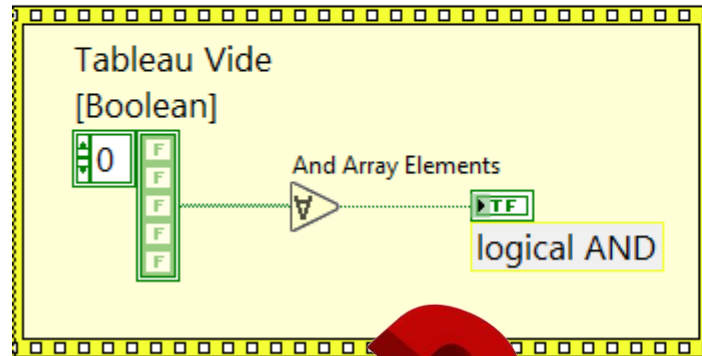 Tableau Vide
[Boolean]
0
F
F
F
F
F
And Array Elements
∀
TF
logical AND